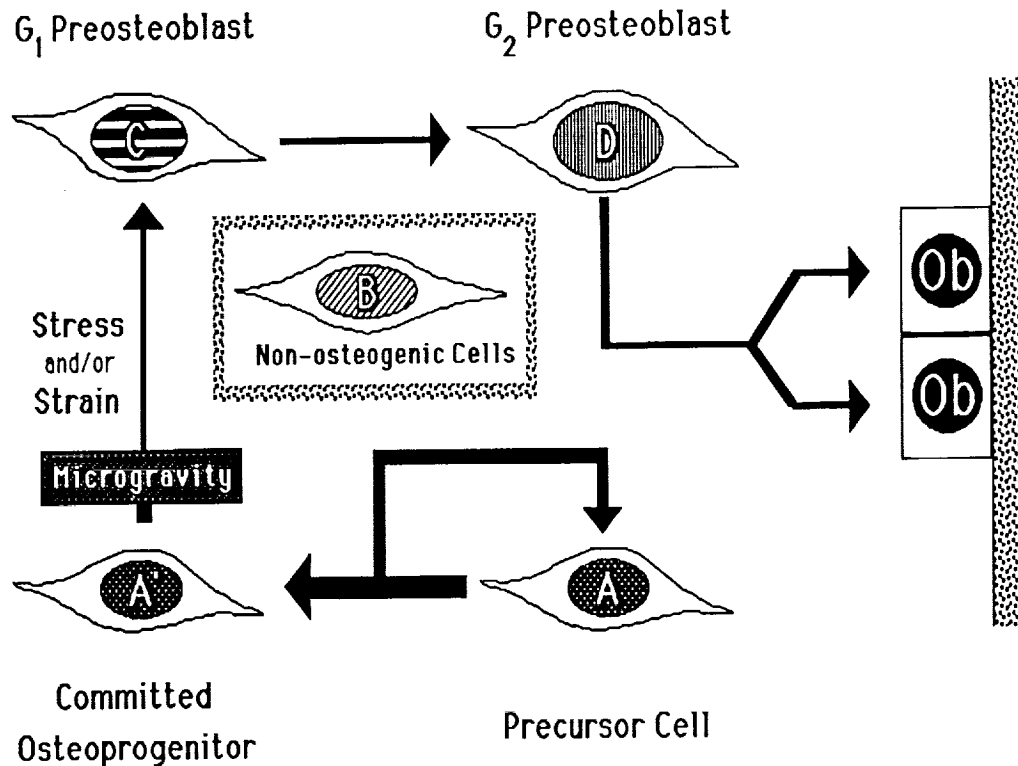 G₁ Preosteoblast
G₂ Preosteoblast
C
D
B
Non-osteogenic Cells
Ob
Ob
Stress
and/or
Strain
Microgravity
A'
A
Committed
Osteoprogenitor
Precursor Cell